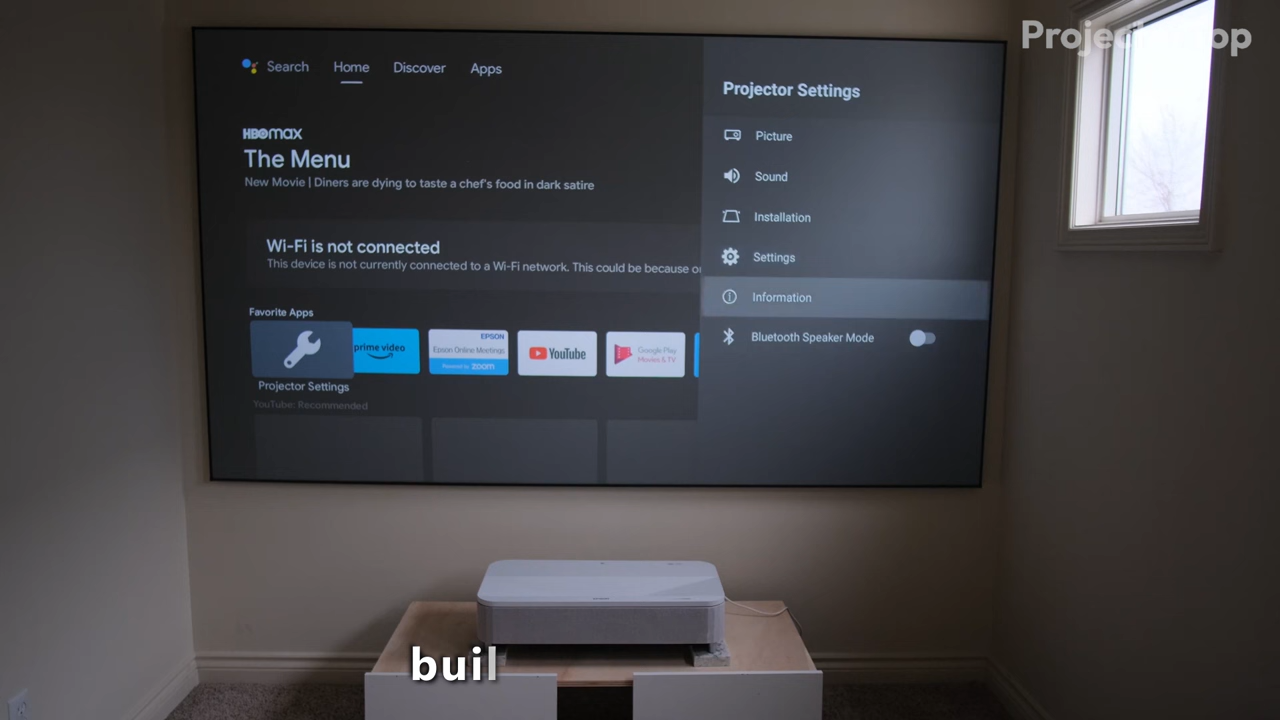 Search Home Discover Apps
HBOmax
The Menu
New Movie | Diners are dying to taste a chef's food in dark satire
Wi-Fi is not connected
This device is not currently connected to a Wi-Fi network. This could be because
Favorite Apps
prime video
EPSON
Epson Online Meetings
Powered by zoom
YouTube
Google Play
Movies & TV
Projector Settings
YouTube: Recommended
Projector Settings
Picture
Sound
Installation
Settings
Information
Bluetooth Speaker Mode
buil